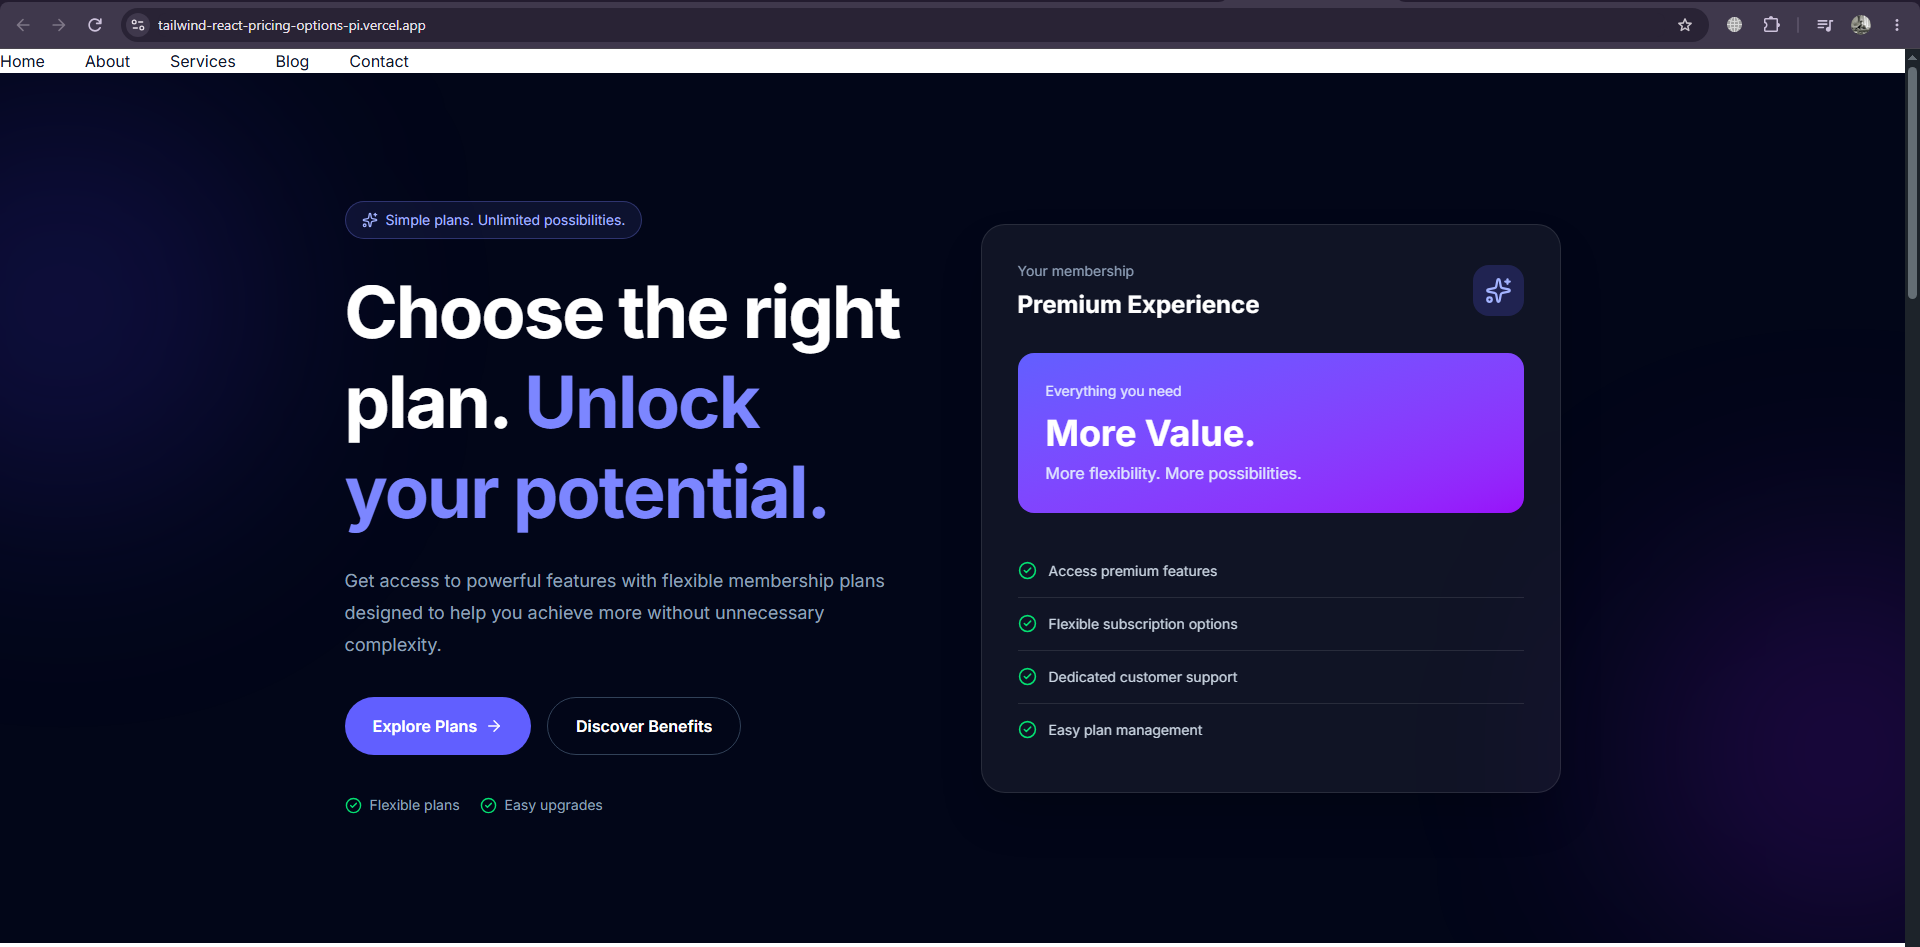 tailwind-react-pricing-options-pi.vercel.app
Home About Services Blog Contact
Simple plans. Unlimited possibilities.
Choose the right
plan. Unlock
your potential.
Get access to powerful features with flexible membership plans
designed to help you achieve more without unnecessary
complexity.
Explore Plans
Discover Benefits
Flexible plans
Easy upgrades
Your membership
Premium Experience
Everything you need
More Value.
More flexibility. More possibilities.
Access premium features
Flexible subscription options
Dedicated customer support
Easy plan management